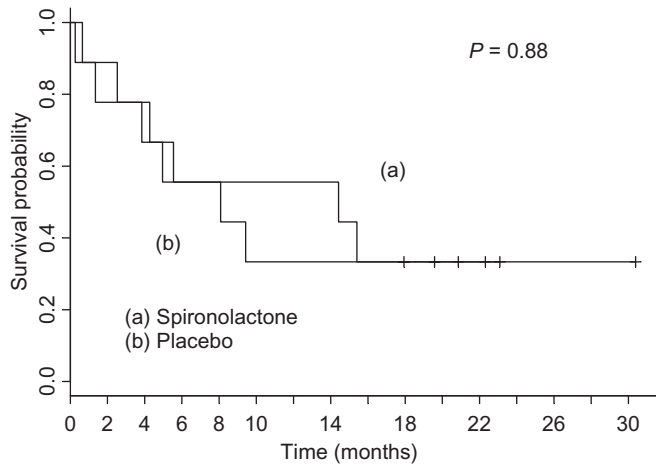 1.0
0.8
0.6
0.4
0.2
0.0
Survival probability
P = 0.88
(a)
(b)
(a) Spironolactone
(b) Placebo
0 2 4 6 8 10 14 18 22 26 30
Time (months)